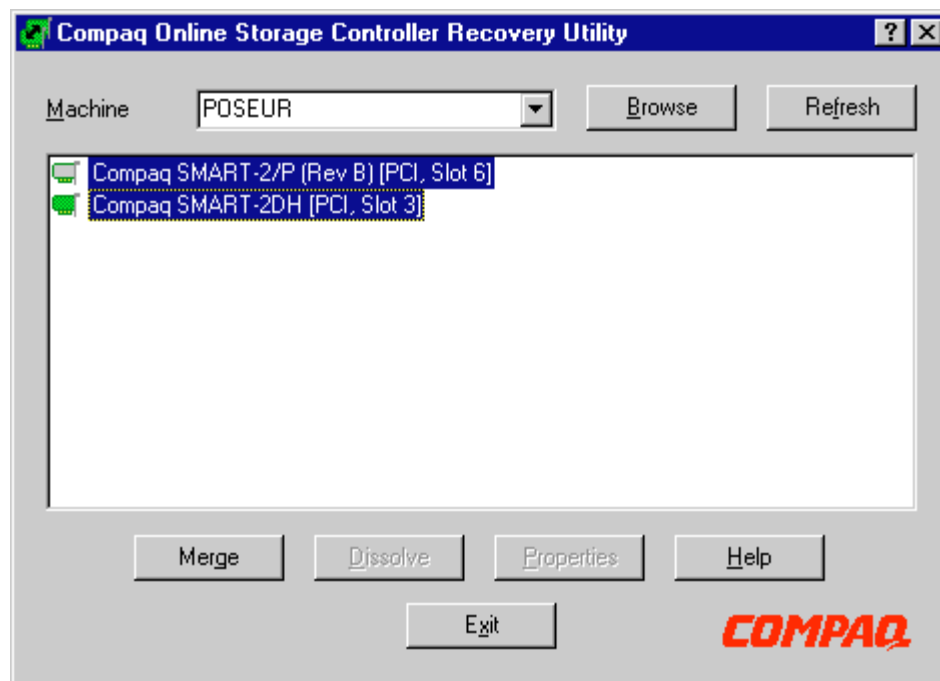 Compaq Online Storage Controller Recovery Utility
Machine POSEUR Browse Refresh
Compaq SMART-2/P (Rev B) [PCI, Slot 6]
Compaq SMART-2DH [PCI, Slot 3]
Merge Dissolve Properties Help
Exit COMPAQ